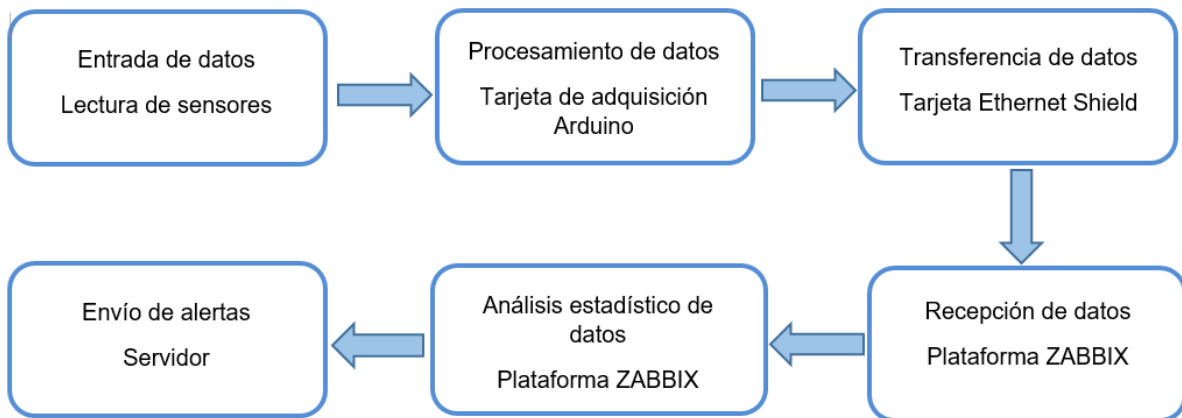 Entrada de datos
Lectura de sensores
Procesamiento de datos
Tarjeta de adquisición
Arduino
Transferencia de datos
Tarjeta Ethernet Shield
Recepción de datos
Plataforma ZABBIX
Análisis estadístico de
datos
Plataforma ZABBIX
Envío de alertas
Servidor